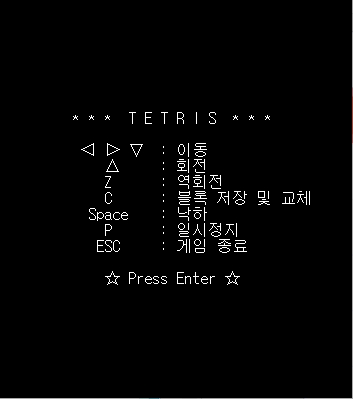 * * * T E T R I S * * *
◁ ▷ ▽ : 이동
△ : 회전
Z : 역회전
C : 블록 저장 및 교체
Space : 낙하
P : 일시정지
ESC : 게임 종료
☆ Press Enter ☆